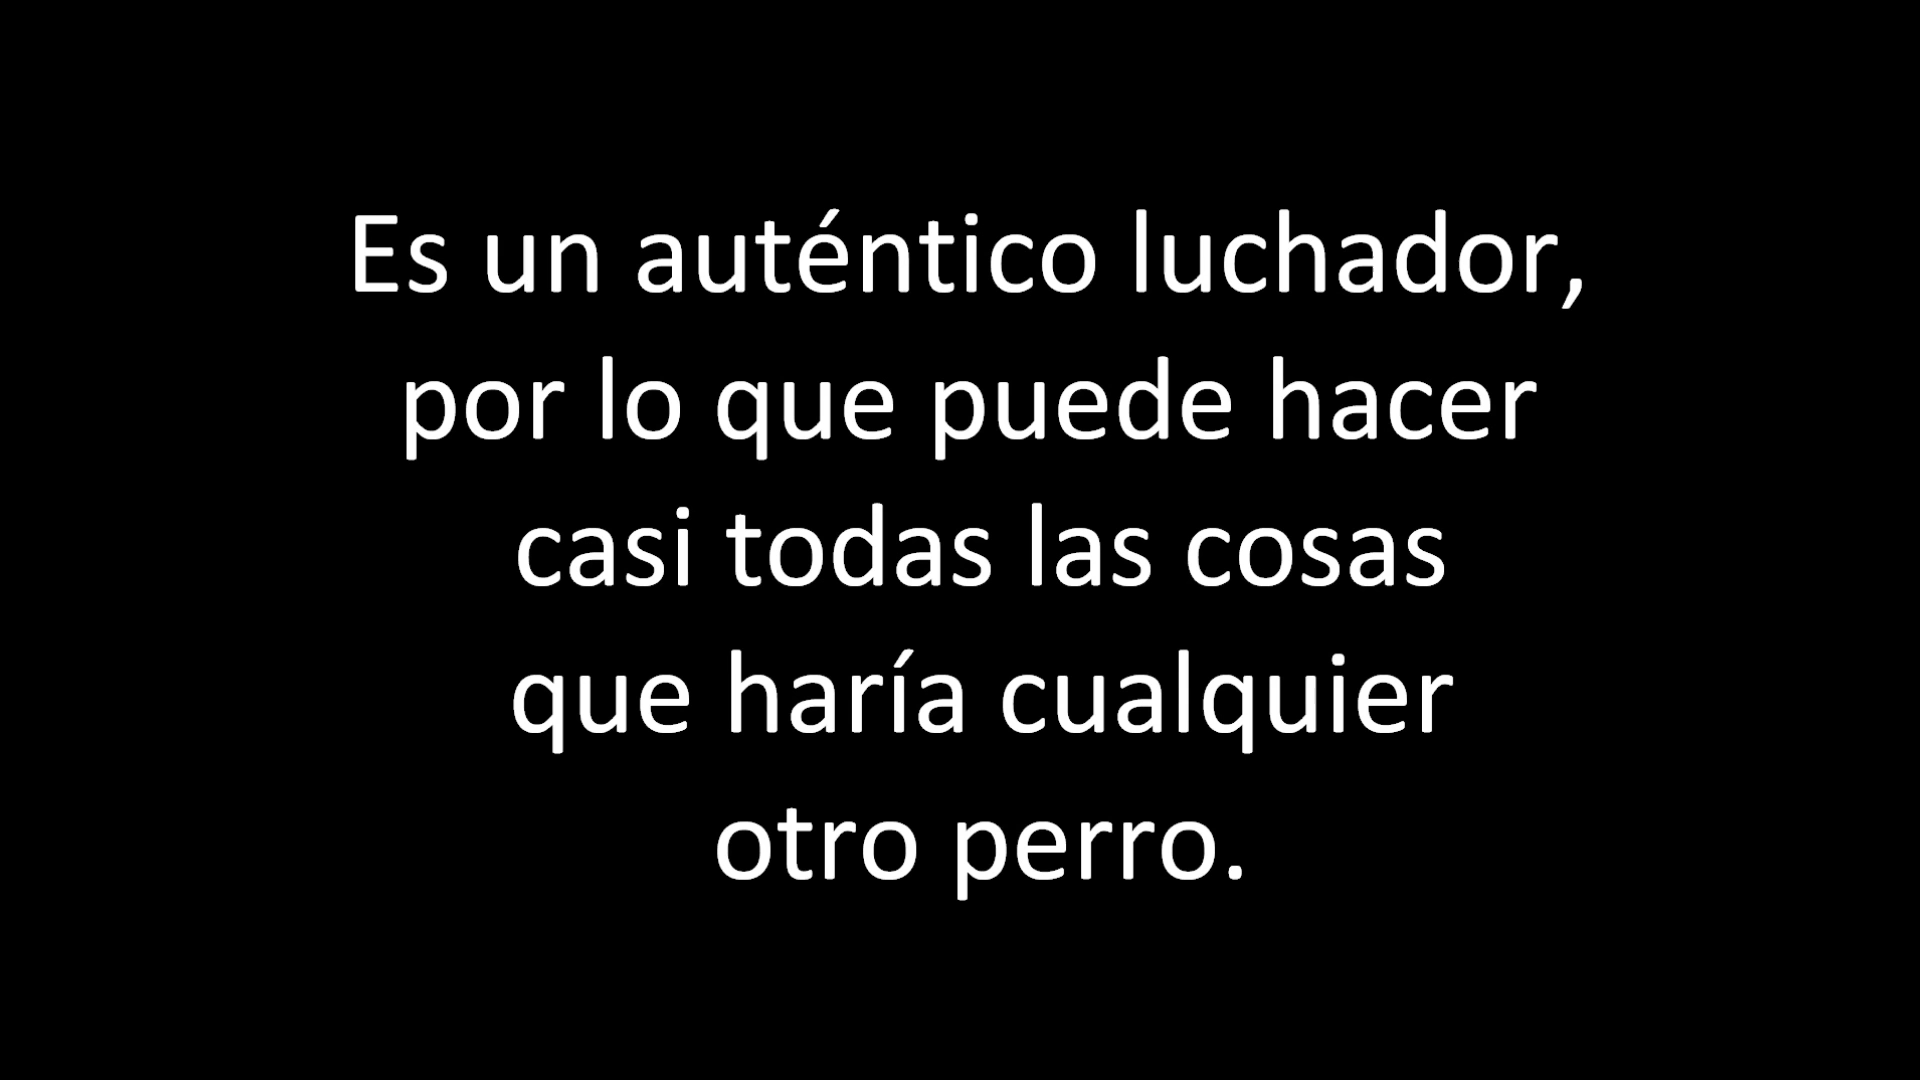 Es un auténtico luchador,
por lo que puede hacer
casi todas las cosas
que haría cualquier
otro perro.